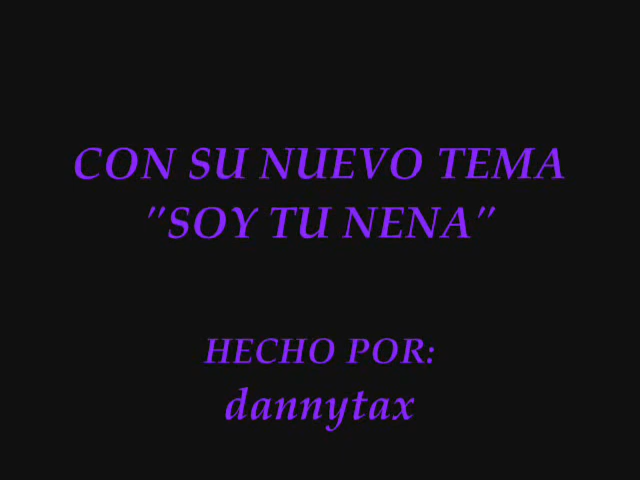 CON SU NUEVO TEMA
"SOY TU NENA"
HECHO POR:
dannytax